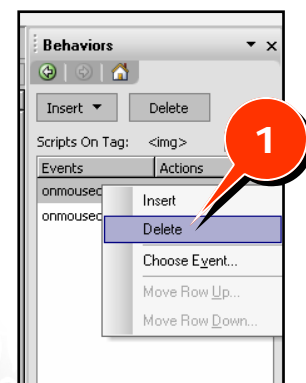 Behaviors
Insert Delete
Scripts On Tag: <img>
Events Actions
Insert
Delete
Choose Event...
Move Row Up...
Move Row Down...
1